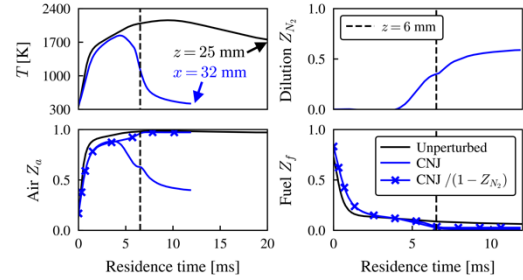 2400
1700
1000
300
T [K]
z = 25 mm
x = 32 mm
1.0
0.5
0.0
Dilution Z_{N_2}
z = 6 mm
1.0
0.5
0.0
Air Z_a
0 5 10 15 20
Residence time [ms]
1.0
0.5
0.0
Fuel Z_f
Unperturbed
CNJ
CNJ /(1 − Z_{N_2})
0 5 10
Residence time [ms]